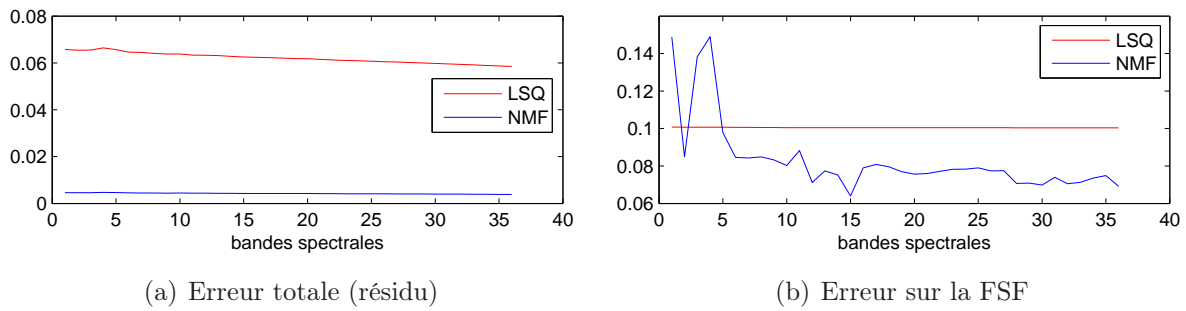 0.08
0.06
0.04
0.02
0
LSQ
NMF
0 5 10 15 20 25 30 35 40
bandes spectrales
(a) Erreur totale (résidu)
0.14
0.12
0.1
0.08
0.06
LSQ
NMF
0 5 10 15 20 25 30 35 40
bandes spectrales
(b) Erreur sur la FSF